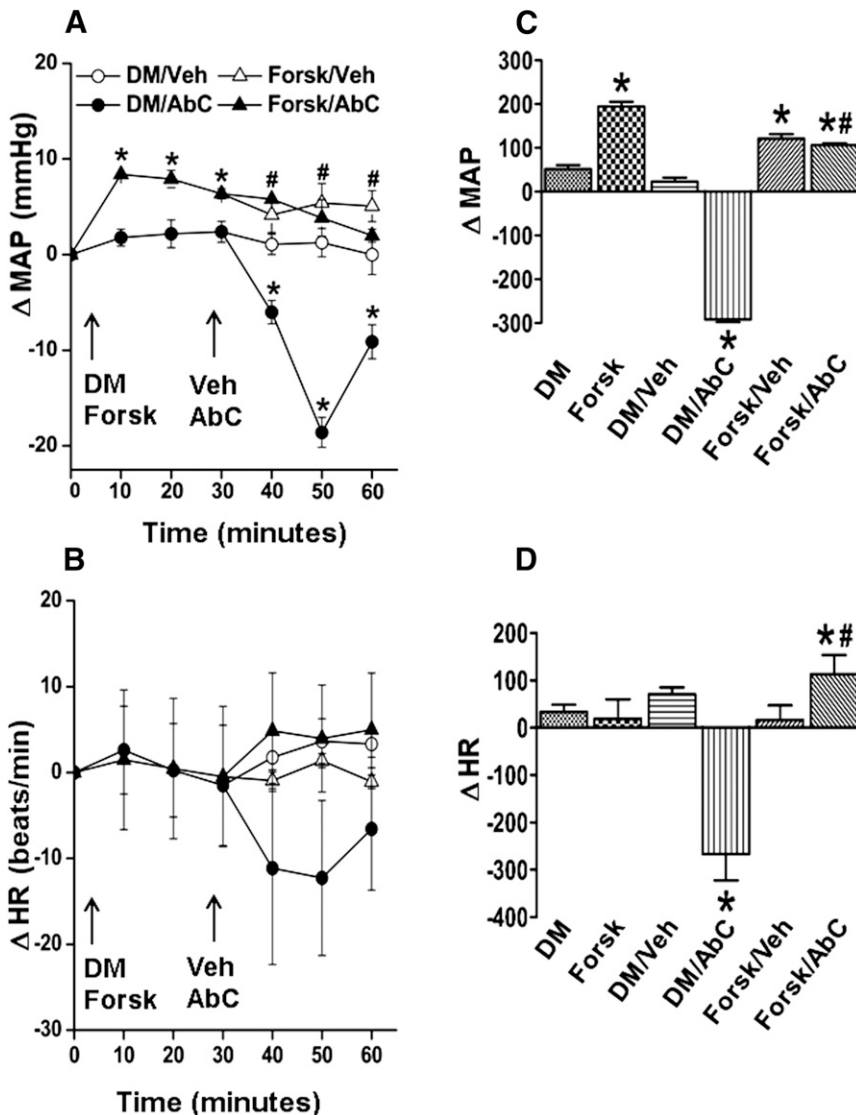 A
20
DM/Veh Forsk/Veh
DM/AbC Forsk/AbC
10
* * * # # #
0
* * *
-10
-20
DM
Forsk
Veh
AbC
Δ MAP (mmHg)
0 10 20 30 40 50 60
Time (minutes)
B
20
10
0
-10
-20
-30
DM
Forsk
Veh
AbC
Δ HR (beats/min)
0 10 20 30 40 50 60
Time (minutes)
C
300
200
100
0
-100
-200
-300
* * *# *
Δ MAP
DM
Forsk
DM/Veh
DM/AbC
Forsk/Veh
Forsk/AbC
D
200
100
0
-100
-200
-300
-400
*# *
Δ HR
DM
Forsk
DM/Veh
DM/AbC
Forsk/Veh
Forsk/AbC